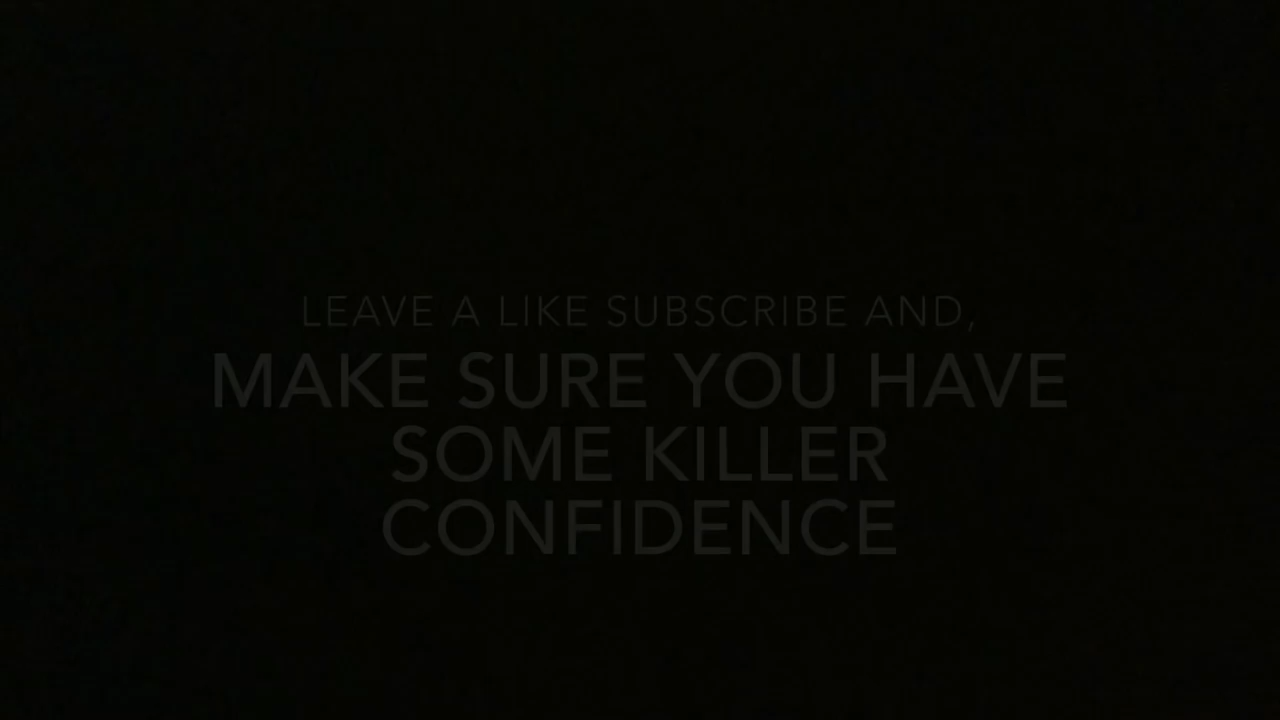 LEAVE A LIKE SUBSCRIBE AND,
MAKE SURE YOU HAVE
SOME KILLER
CONFIDENCE